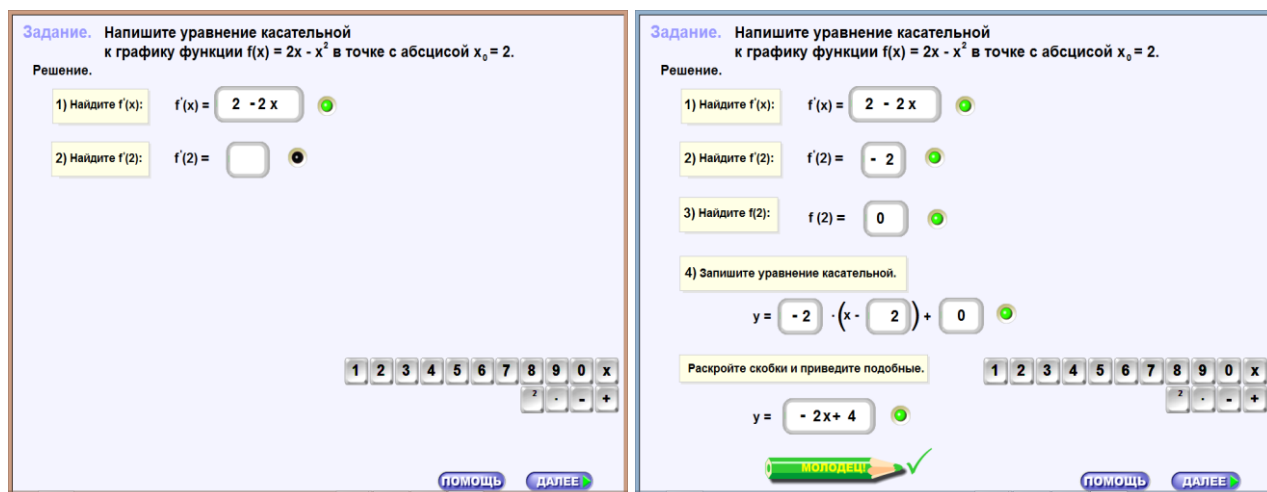 Задание. Напишите уравнение касательной
к графику функции f(x) = 2x - x² в точке с абсцисой x₀ = 2.
Решение.
1) Найдите f'(x): f'(x) = 2 -2 x
2) Найдите f'(2): f'(2) =
1 2 3 4 5 6 7 8 9 0 x
² · - +
ПОМОЩЬ ДАЛЕЕ
Задание. Напишите уравнение касательной
к графику функции f(x) = 2x - x² в точке с абсцисой x₀ = 2.
Решение.
1) Найдите f'(x): f'(x) = 2 - 2 x
2) Найдите f'(2): f'(2) = - 2
3) Найдите f(2): f (2) = 0
4) Запишите уравнение касательной.
y = - 2 · (x - 2) + 0
Раскройте скобки и приведите подобные.
1 2 3 4 5 6 7 8 9 0 x
² · - +
y = - 2x+ 4
МОЛОДЕЦ!
ПОМОЩЬ ДАЛЕЕ